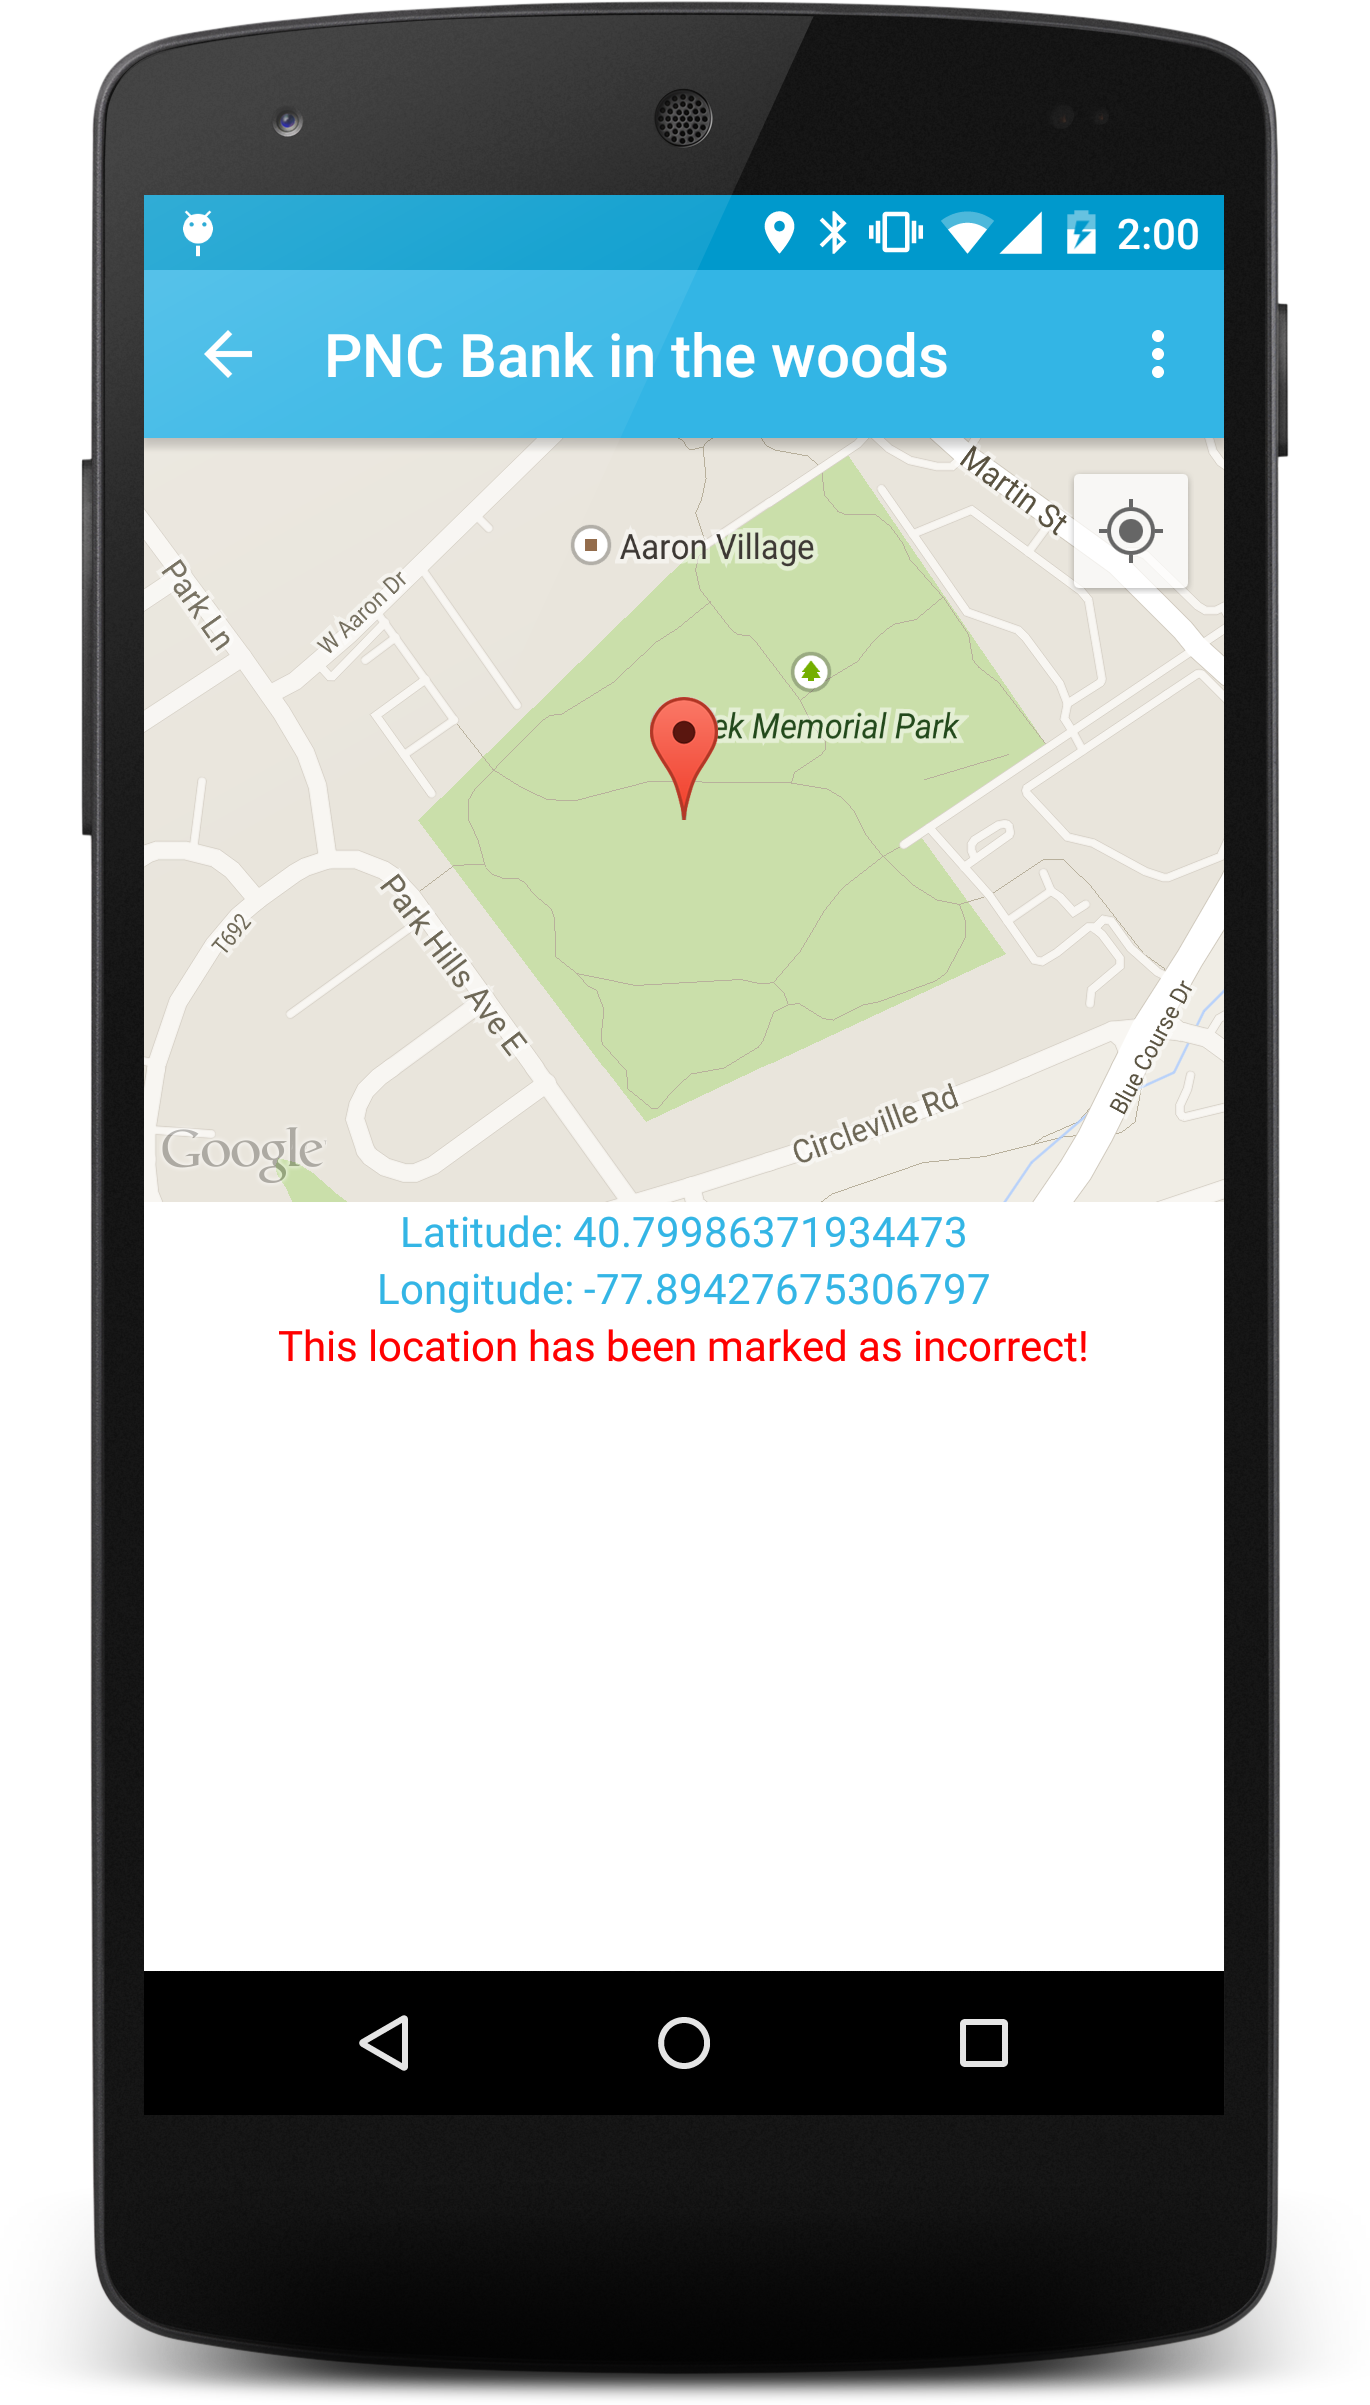 2:00
PNC Bank in the woods
Martin St
Aaron Village
Park Ln
W Aaron Dr
ek Memorial Park
Park Hills Ave E
T692
Blue Course Dr
Circleville Rd
Google
Latitude: 40.79986371934473
Longitude: -77.89427675306797
This location has been marked as incorrect!